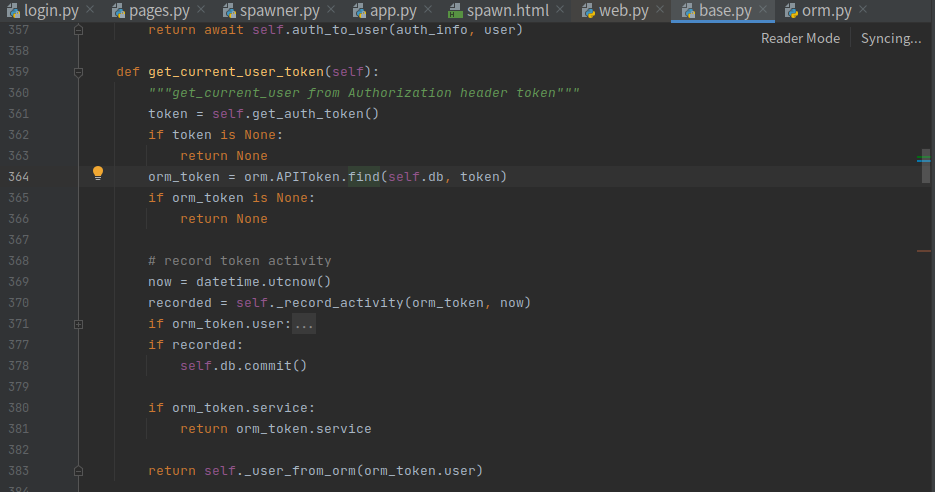 login.py pages.py spawner.py app.py spawn.html web.py base.py orm.py
Reader Mode Syncing...
357 return await self.auth_to_user(auth_info, user)
358
359 def get_current_user_token(self):
360 """get_current_user from Authorization header token"""
361 token = self.get_auth_token()
362 if token is None:
363 return None
364 orm_token = orm.APIToken.find(self.db, token)
365 if orm_token is None:
366 return None
367
368 # record token activity
369 now = datetime.utcnow()
370 recorded = self._record_activity(orm_token, now)
371 if orm_token.user:...
377 if recorded:
378 self.db.commit()
379
380 if orm_token.service:
381 return orm_token.service
382
383 return self._user_from_orm(orm_token.user)